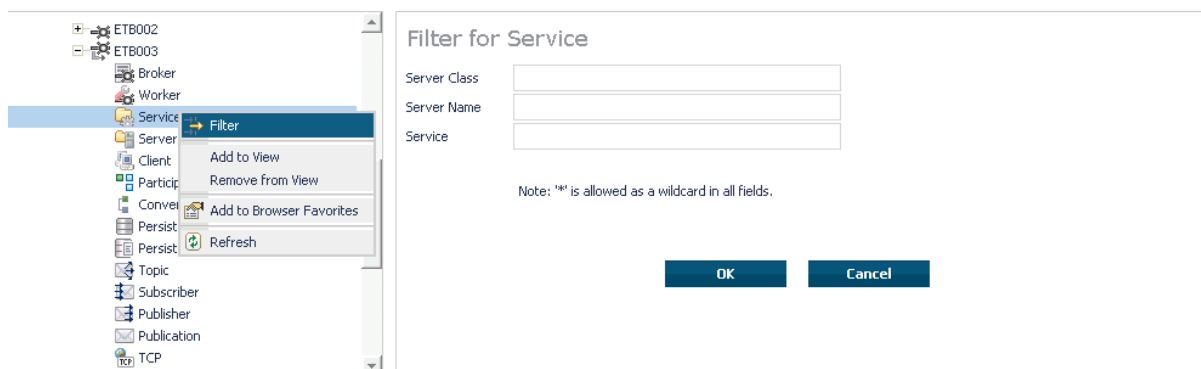 ETB002
ETB003
Broker
Worker
Service
Server
Client
Particip
Conver
Persist
Persist
Topic
Subscriber
Publisher
Publication
TCP
TCP
Filter
Add to View
Remove from View
Add to Browser Favorites
Refresh
Filter for Service
Server Class
Server Name
Service
Note: '*' is allowed as a wildcard in all fields.
OK
Cancel